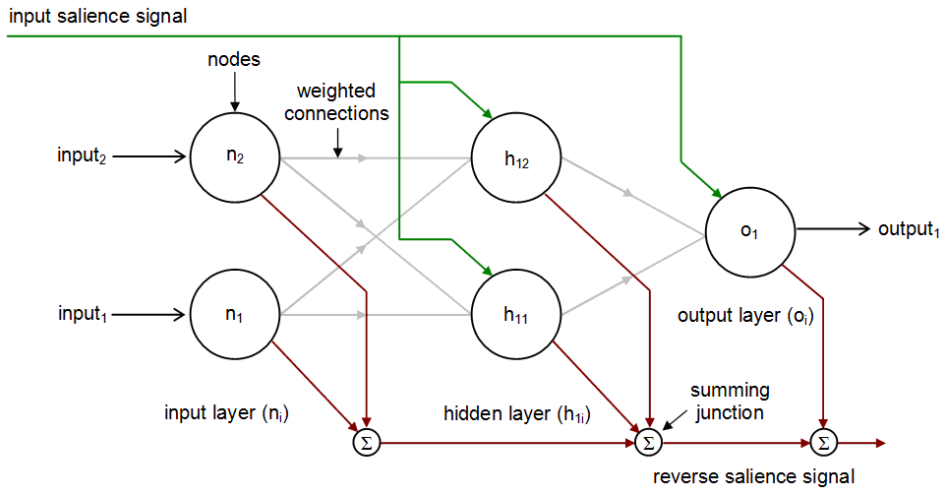 input salience signal
nodes
weighted
connections
input₂
n₂
h₁₂
o₁
output₁
input₁
n₁
h₁₁
output layer (oᵢ)
input layer (nᵢ)
hidden layer (h₁ᵢ)
summing
junction
Σ
Σ
Σ
reverse salience signal